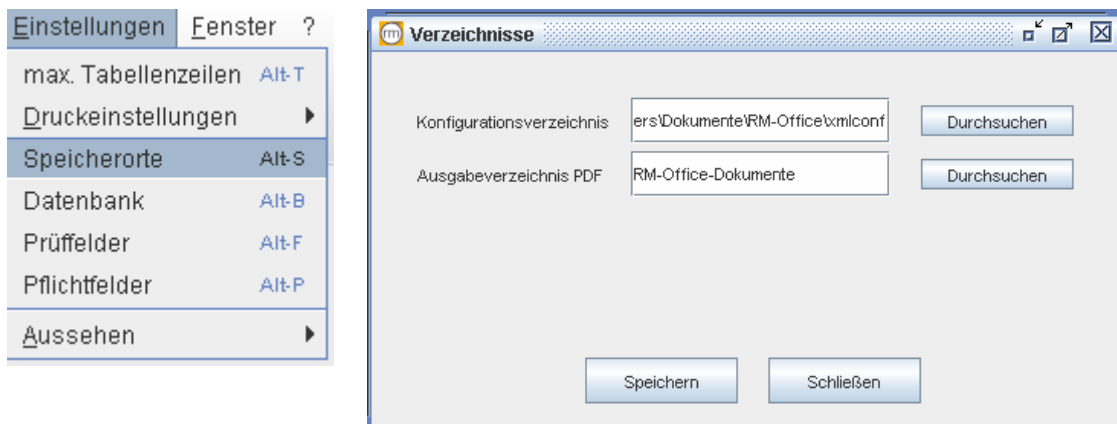 Einstellungen Fenster ?
max. Tabellenzeilen Alt-T
Druckeinstellungen
Speicherorte Alt-S
Datenbank Alt-B
Prüffelder Alt-F
Pflichtfelder Alt-P
Aussehen
Verzeichnisse
Konfigurationsverzeichnis ers\Dokumente\RM-Office\xmlconf Durchsuchen
Ausgabeverzeichnis PDF RM-Office-Dokumente Durchsuchen
Speichern Schließen